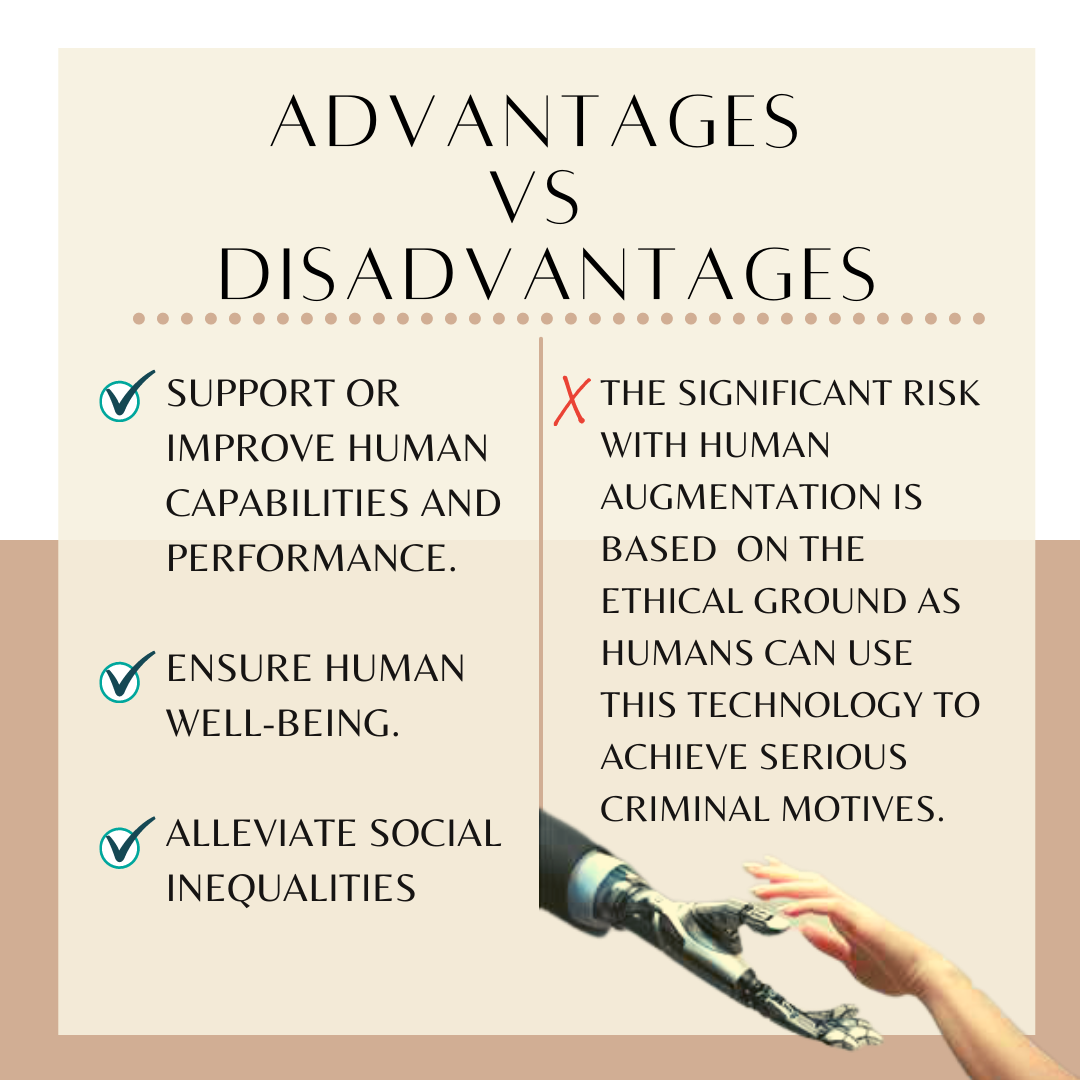 ADVANTAGES
VS
DISADVANTAGES
SUPPORT OR
IMPROVE HUMAN
CAPABILITIES AND
PERFORMANCE.
ENSURE HUMAN
WELL-BEING.
ALLEVIATE SOCIAL
INEQUALITIES
THE SIGNIFICANT RISK
WITH HUMAN
AUGMENTATION IS
BASED ON THE
ETHICAL GROUND AS
HUMANS CAN USE
THIS TECHNOLOGY TO
ACHIEVE SERIOUS
CRIMINAL MOTIVES.